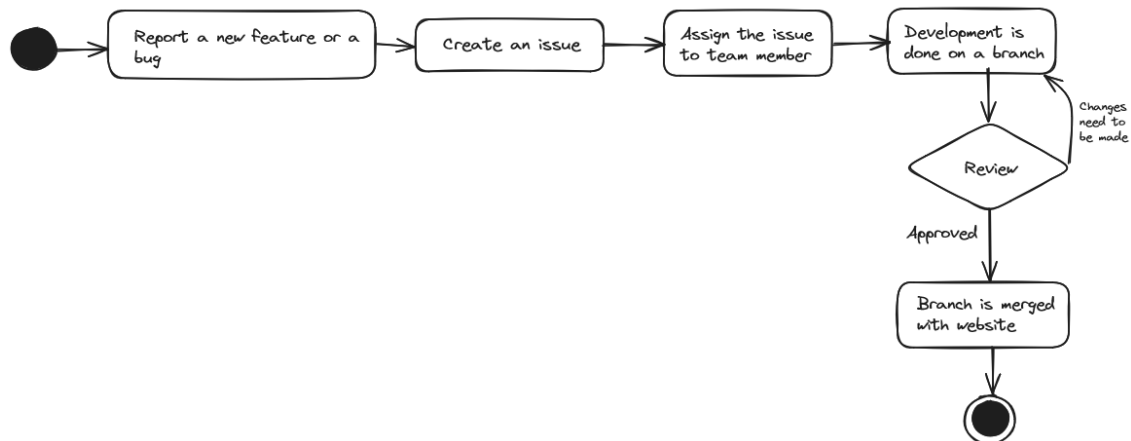 Report a new feature or a
bug
Create an issue
Assign the issue
to team member
Development is
done on a branch
Changes
need to
be made
Review
Approved
Branch is merged
with website